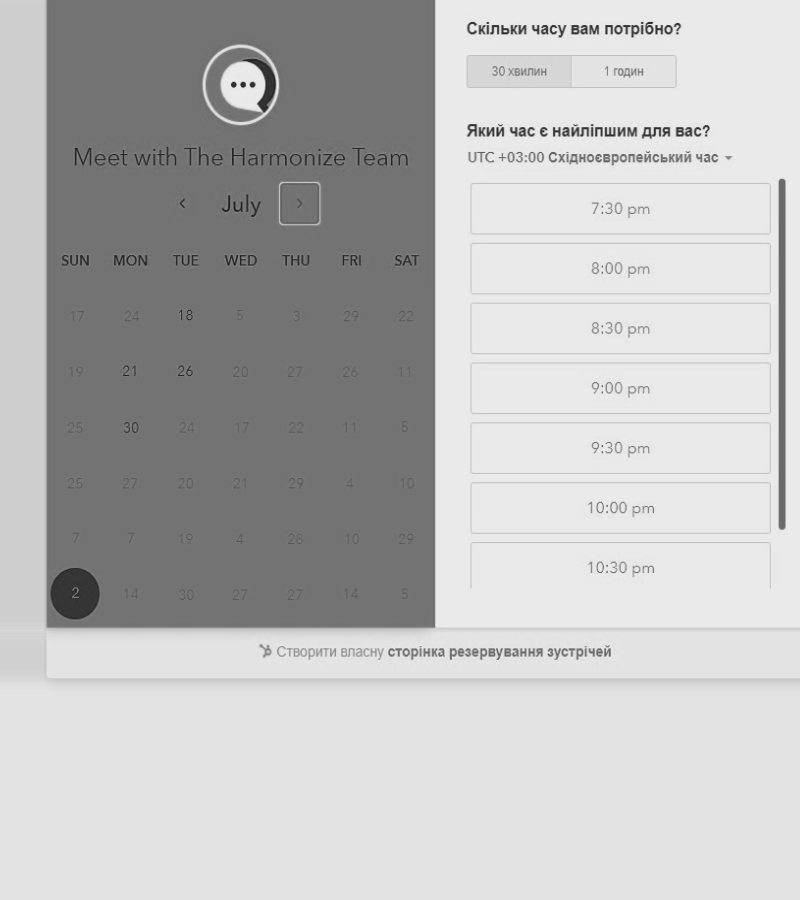 Meet with The Harmonize Team
July
SUN MON TUE WED THU FRI SAT
17 24 18 5 3 29 22
19 21 26 20 27 26 11
25 30 24 17 22 11 5
25 27 20 21 29 4 10
7 7 19 4 28 10 29
2 14 30 27 27 14 5
Скільки часу вам потрібно?
30 хвилин 1 годин
Який час є найліпшим для вас?
UTC +03:00 Східноєвропейський час
7:30 pm
8:00 pm
8:30 pm
9:00 pm
9:30 pm
10:00 pm
10:30 pm
Створити власну сторінка резервування зустрічей